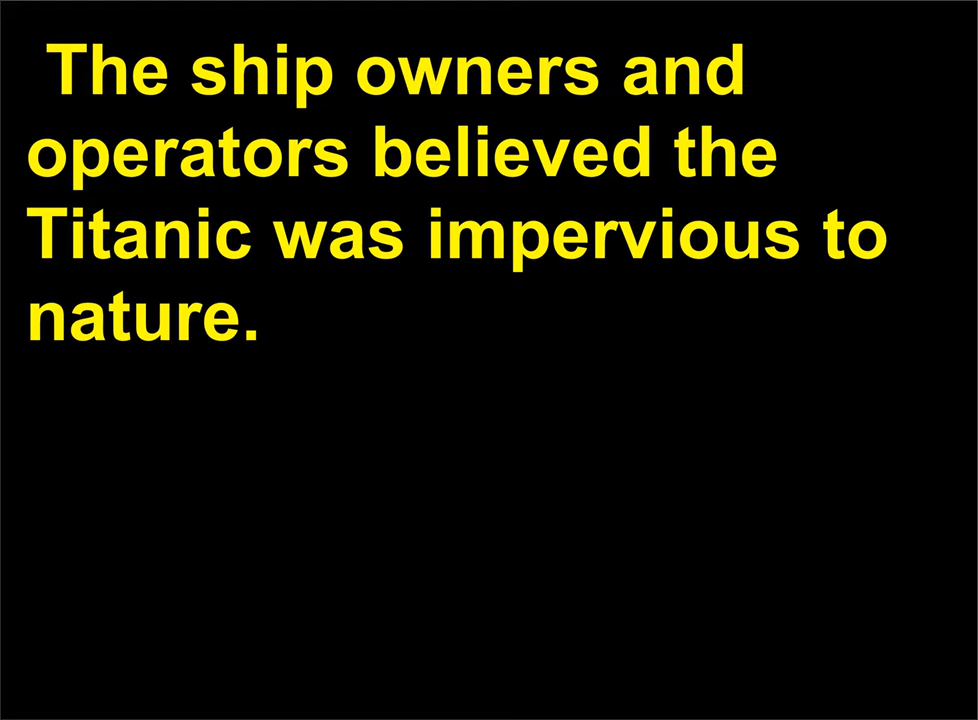 The ship owners and
operators believed the
Titanic was impervious to
nature.